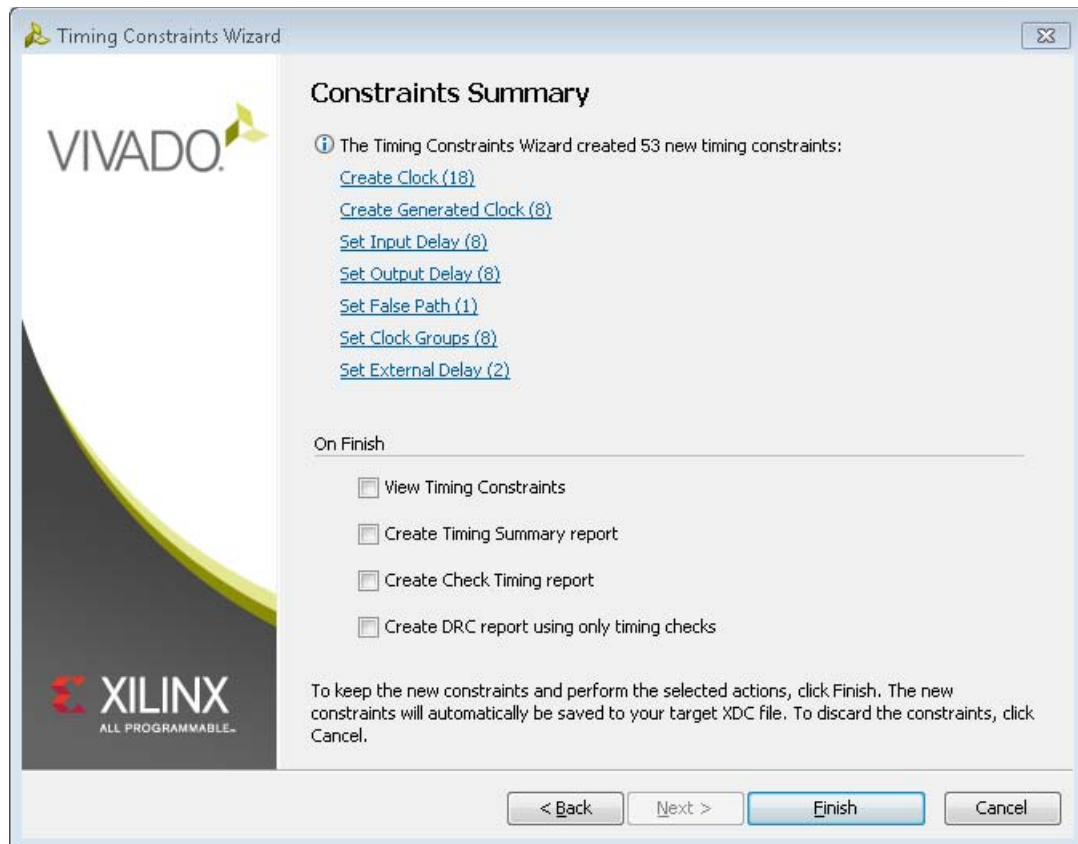 Timing Constraints Wizard
VIVADO.
Constraints Summary
The Timing Constraints Wizard created 53 new timing constraints:
Create Clock (18)
Create Generated Clock (8)
Set Input Delay (8)
Set Output Delay (8)
Set False Path (1)
Set Clock Groups (8)
Set External Delay (2)
On Finish
View Timing Constraints
Create Timing Summary report
Create Check Timing report
Create DRC report using only timing checks
XILINX
ALL PROGRAMMABLE™
To keep the new constraints and perform the selected actions, click Finish. The new
constraints will automatically be saved to your target XDC file. To discard the constraints, click
Cancel.
< Back
Next >
Finish
Cancel